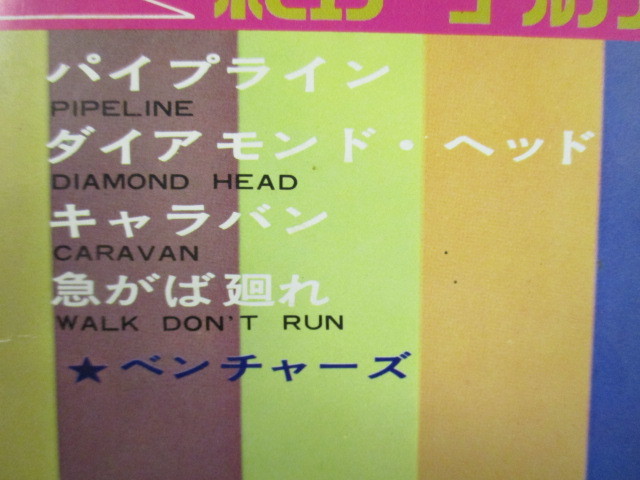 パイプライン
PIPELINE
ダイアモンド・ヘッド
DIAMOND HEAD
キャラバン
CARAVAN
急がば廻れ
WALK DON'T RUN
★ベンチャーズ